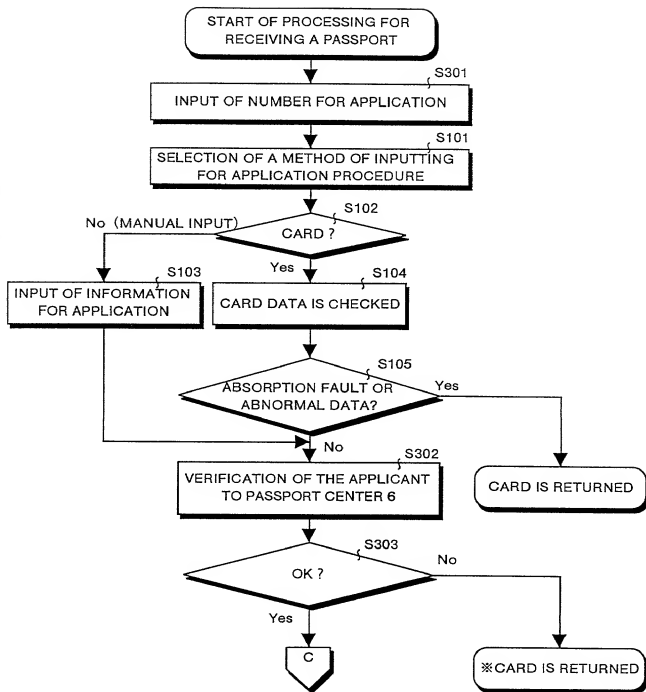 START OF PROCESSING FOR
RECEIVING A PASSPORT
S301
INPUT OF NUMBER FOR APPLICATION
S101
SELECTION OF A METHOD OF INPUTTING
FOR APPLICATION PROCEDURE
S102
No (MANUAL INPUT)
CARD ?
Yes
S103
S104
INPUT OF INFORMATION
FOR APPLICATION
CARD DATA IS CHECKED
S105
ABSORPTION FAULT OR
ABNORMAL DATA?
Yes
No
S302
VERIFICATION OF THE APPLICANT
TO PASSPORT CENTER 6
CARD IS RETURNED
S303
OK ?
No
Yes
C
※CARD IS RETURNED